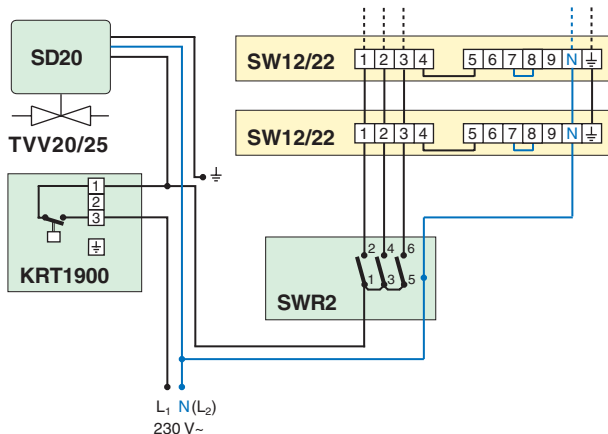 SD20
TVV20/25
SW12/22
1 2 3 4 5 6 7 8 9 N
SW12/22
1 2 3 4 5 6 7 8 9 N
1
2
3
KRT1900
2 4 6
1 3 5
SWR2
L₁ N (L₂)
230 V~